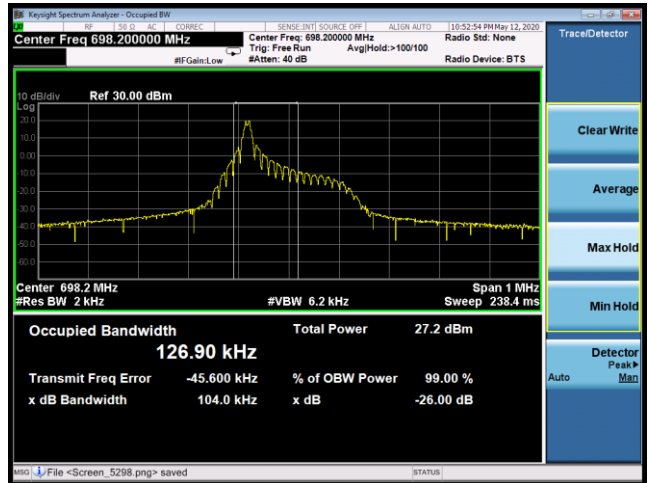 Keysight Spectrum Analyzer - Occupied BW
RF 50 Ω AC CORREC SENSE:INT SOURCE OFF ALIGN AUTO 10:52:54 PM May 12, 2020
Center Freq 698.200000 MHz
Center Freq: 698.200000 MHz
Radio Std: None
Trig: Free Run Avg|Hold:>100/100
#IFGain:Low
#Atten: 40 dB
Radio Device: BTS
Trace/Detector
10 dB/div Ref 30.00 dBm
Log
20.0
10.0
0.00
-10.0
-20.0
-30.0
-40.0
-50.0
-60.0
Center 698.2 MHz Span 1 MHz
#Res BW 2 kHz #VBW 6.2 kHz Sweep 238.4 ms
Occupied Bandwidth Total Power 27.2 dBm
126.90 kHz
Transmit Freq Error -45.600 kHz % of OBW Power 99.00 %
x dB Bandwidth 104.0 kHz x dB -26.00 dB
Clear Write
Average
Max Hold
Min Hold
Detector
Peak▶
Auto Man
MSG File <Screen_5298.png> saved STATUS